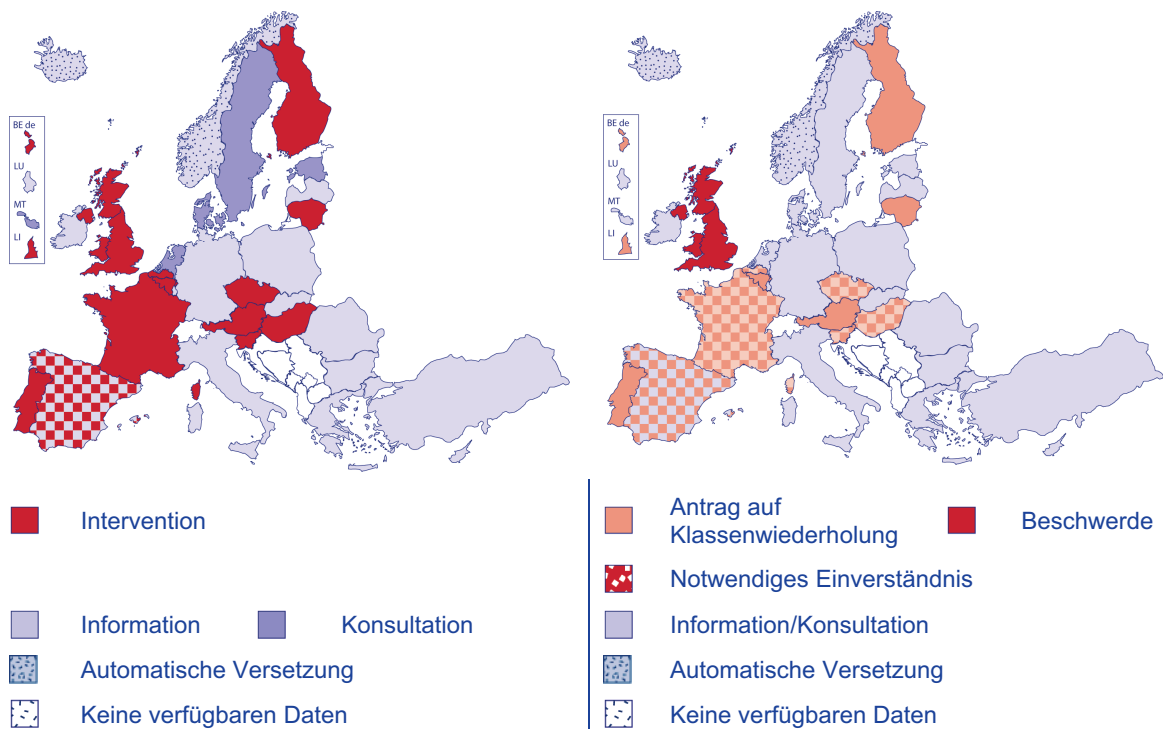 BE de
LU
MT
LI
BE de
LU
MT
LI
Intervention
Information
Konsultation
Automatische Versetzung
Keine verfügbaren Daten
Antrag auf
Klassenwiederholung
Beschwerde
Notwendiges Einverständnis
Information/Konsultation
Automatische Versetzung
Keine verfügbaren Daten